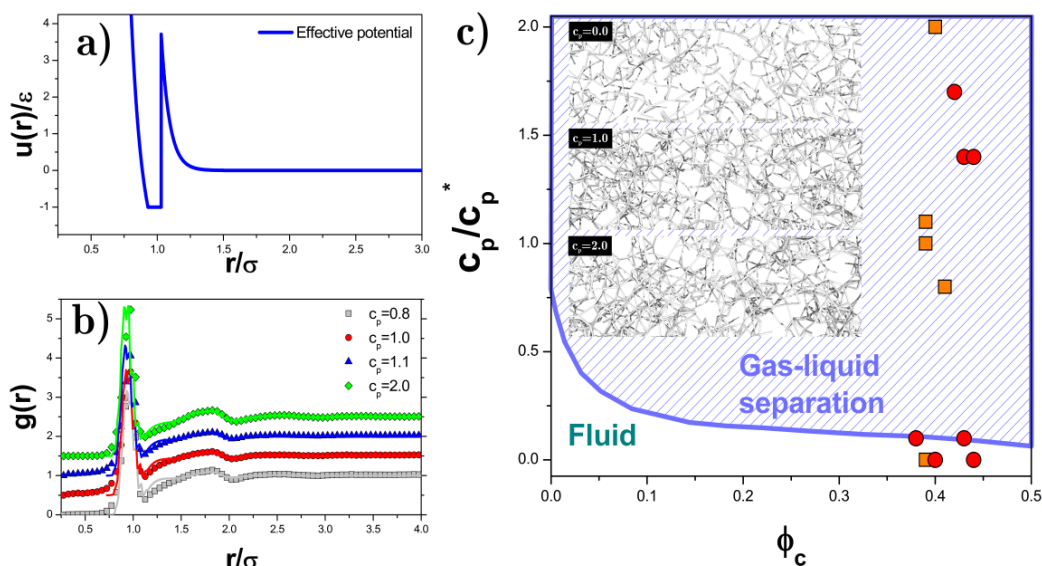 a)
Effective potential
u(r)/ε
4
3
2
1
0
-1
0.5 1.0 1.5 2.0 2.5 3.0
r/σ
b)
c_p=0.8
c_p=1.0
c_p=1.1
c_p=2.0
g(r)
5
4
3
2
1
0
0.5 1.0 1.5 2.0 2.5 3.0 3.5 4.0
r/σ
c)
c_p/c_p^*
2.0
1.5
1.0
0.5
0.0
c_p=0.0
c_p=1.0
c_p=2.0
Gas-liquid
separation
Fluid
0.0 0.1 0.2 0.3 0.4 0.5
ϕ_c